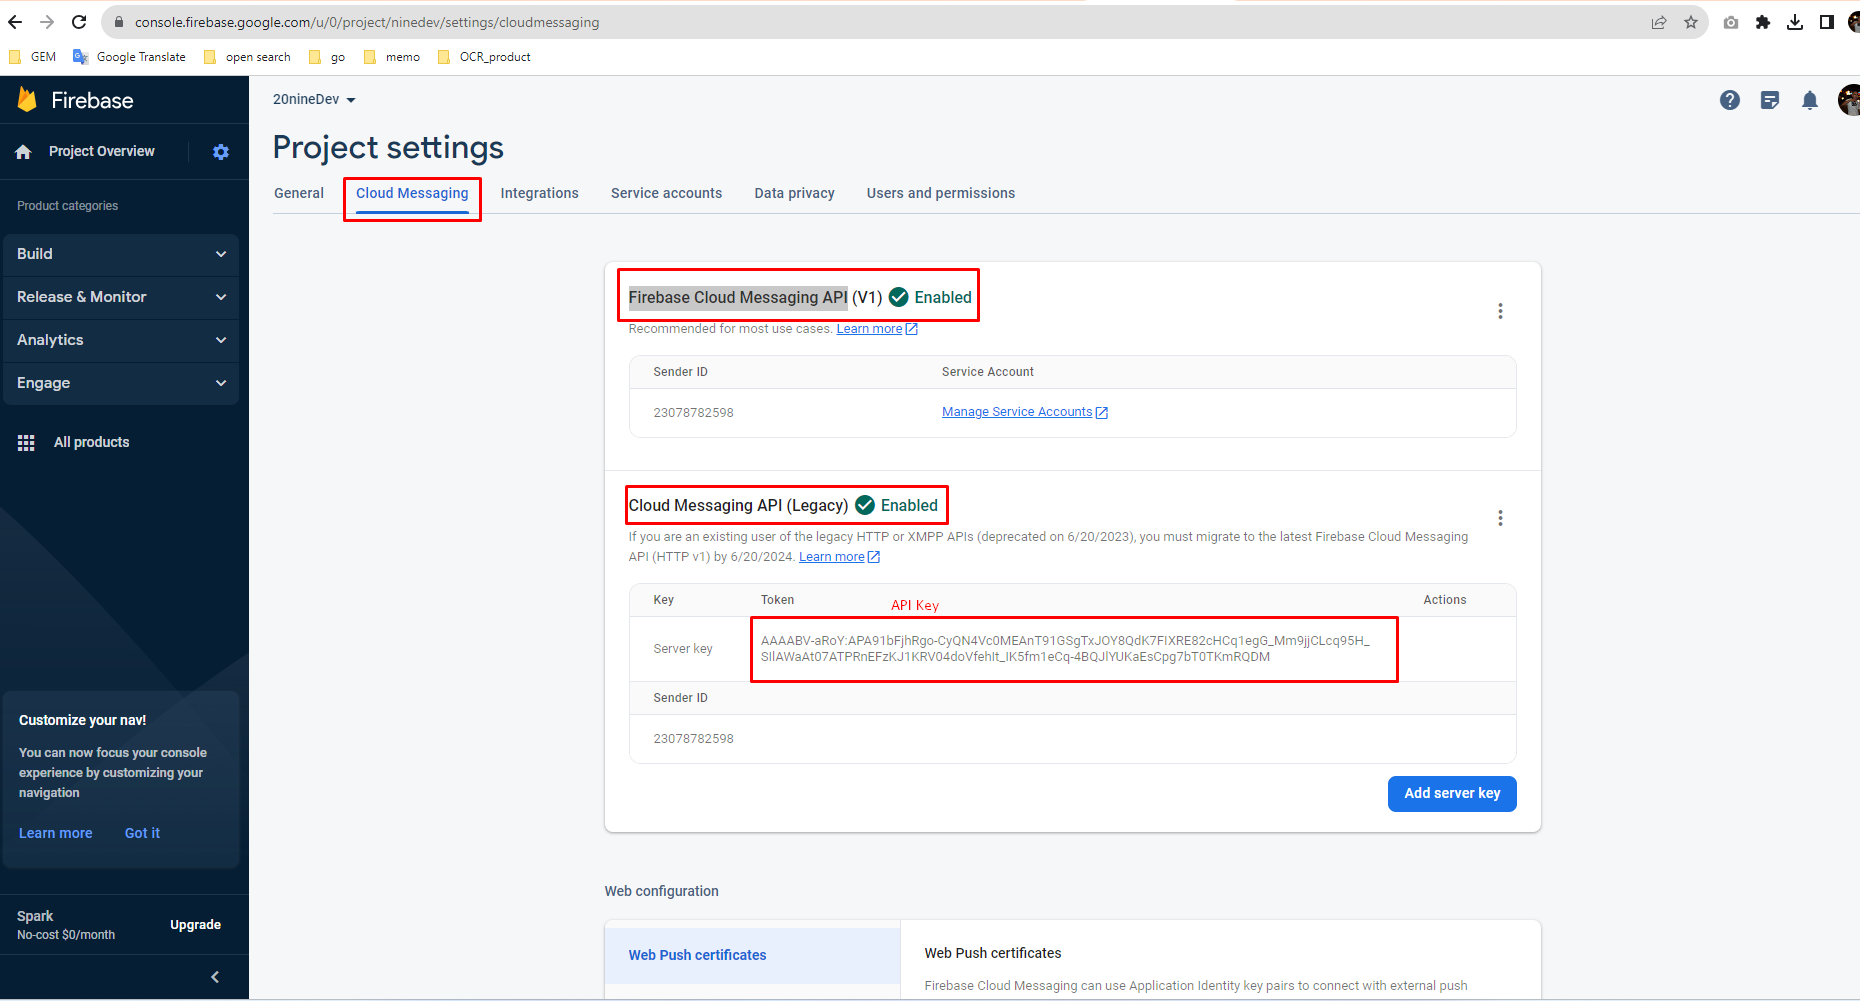 console.firebase.google.com/u/0/project/ninedev/settings/cloudmessaging
GEM Google Translate open search go memo OCR_product
Firebase
Project Overview
Product categories
Build
Release & Monitor
Analytics
Engage
All products
Customize your nav!
You can now focus your console
experience by customizing your
navigation
Learn more Got it
Spark
No-cost $0/month
Upgrade
20nineDev
Project settings
General Cloud Messaging Integrations Service accounts Data privacy Users and permissions
Firebase Cloud Messaging API (V1) Enabled
Recommended for most use cases. Learn more
Sender ID Service Account
23078782598 Manage Service Accounts
Cloud Messaging API (Legacy) Enabled
If you are an existing user of the legacy HTTP or XMPP APIs (deprecated on 6/20/2023), you must migrate to the latest Firebase Cloud Messaging
API (HTTP v1) by 6/20/2024. Learn more
Key Token API Key Actions
Server key
AAAABV-aRoY:APA91bFjhRgo-CyQN4Vc0MEAnT91GSgTxJOY8QdK7FIXRE82cHCq1egG_Mm9jjCLcq95H_
SIlAWaAt07ATPRnEFzKJ1KRV04doVfehIt_IK5fm1eCq-4BQJlYUKaEsCpg7bT0TKmRQDM
Sender ID
23078782598
Add server key
Web configuration
Web Push certificates
Web Push certificates
Firebase Cloud Messaging can use Application Identity key pairs to connect with external push